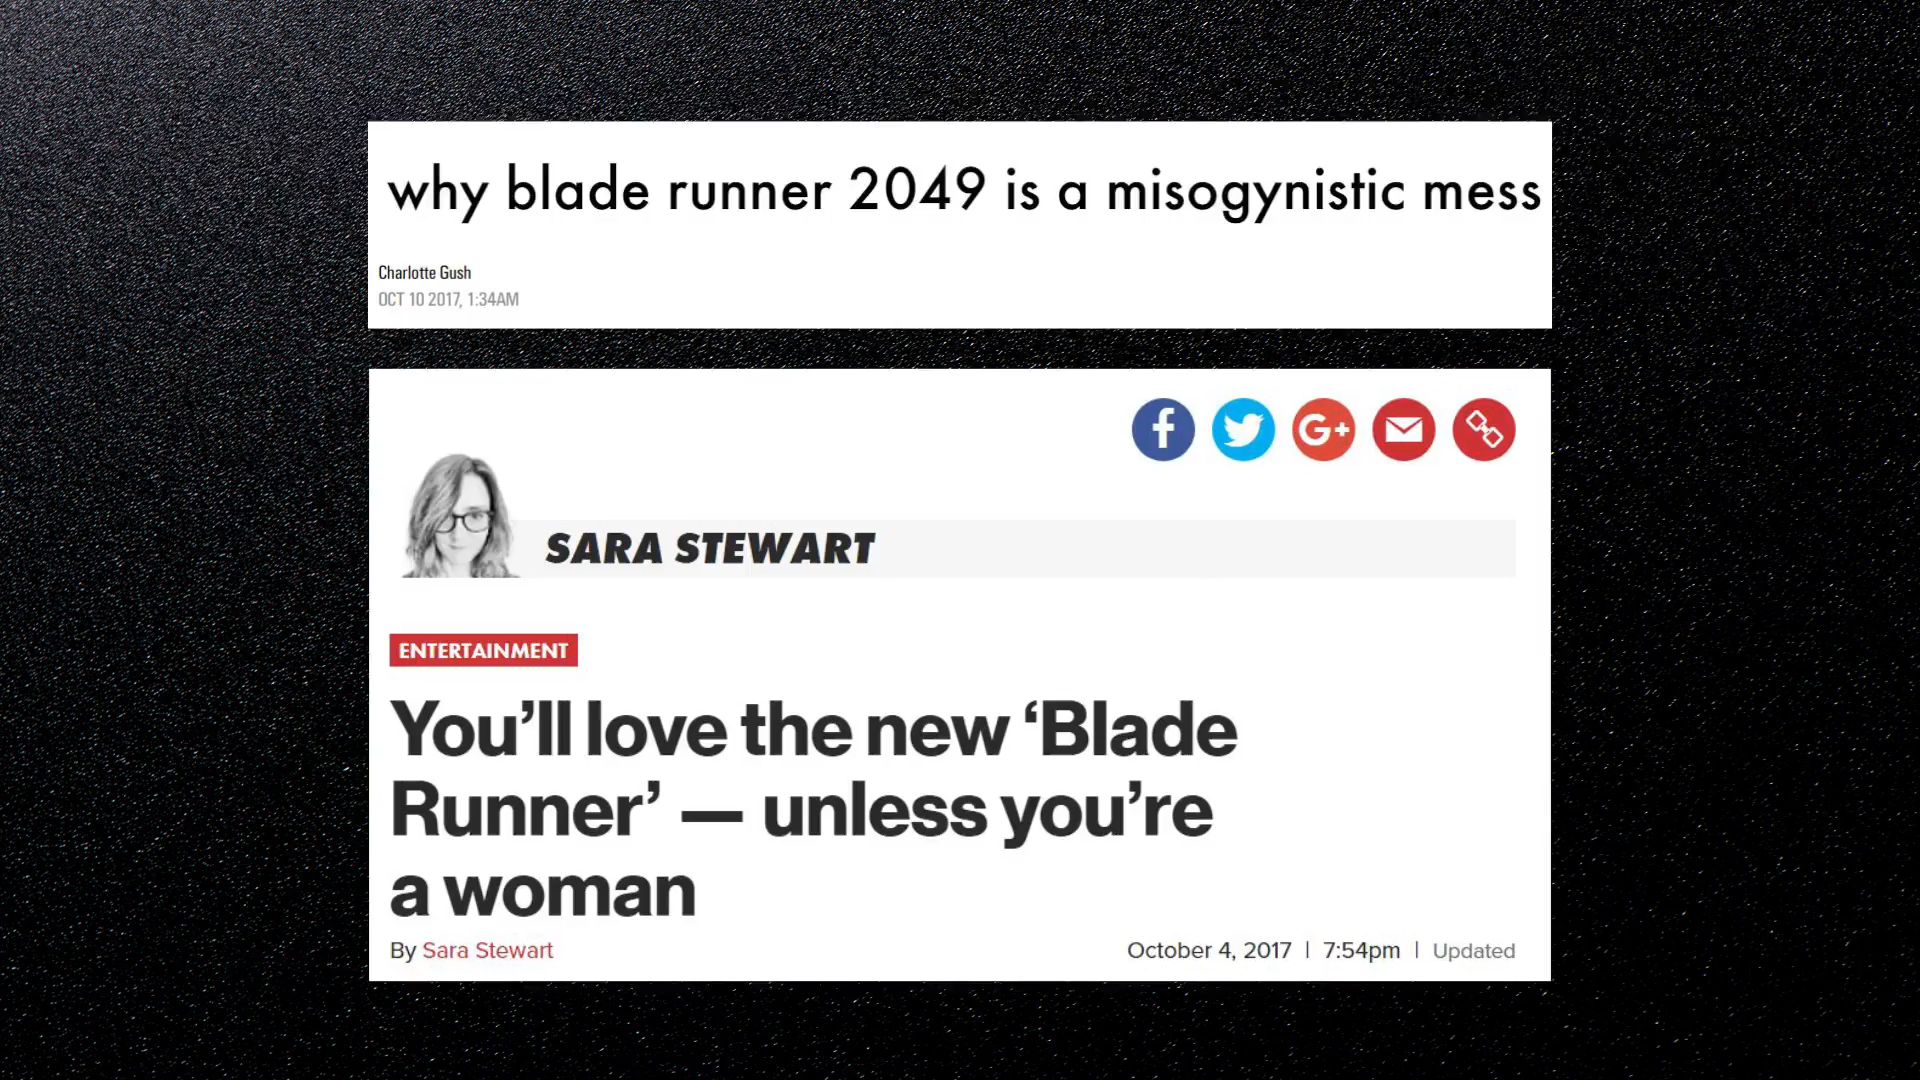 why blade runner 2049 is a misogynistic mess
Charlotte Gush
OCT 10 2017, 1:34AM
SARA STEWART
ENTERTAINMENT
You’ll love the new ‘Blade
Runner’ — unless you’re
a woman
By Sara Stewart
October 4, 2017 | 7:54pm | Updated